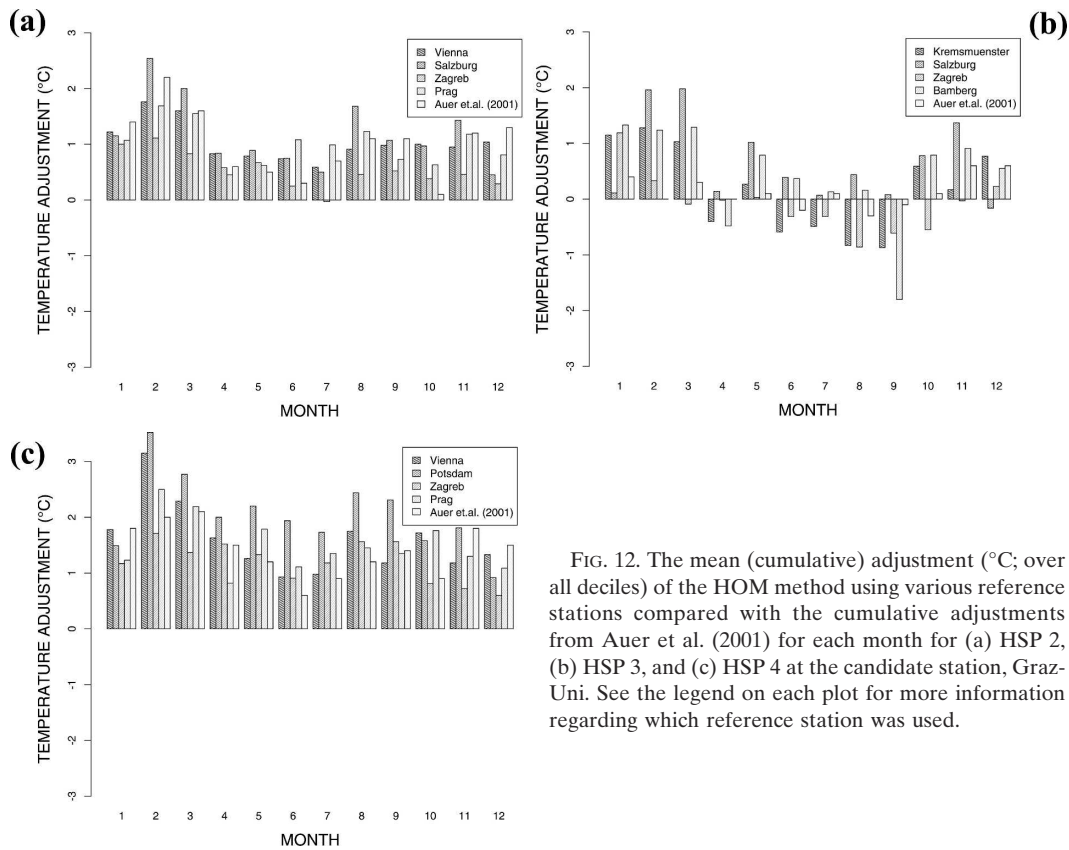 (a)
TEMPERATURE ADJUSTMENT (°C)
3
2
1
0
-1
-2
-3
Vienna
Salzburg
Zagreb
Prag
Auer et.al. (2001)
1 2 3 4 5 6 7 8 9 10 11 12
MONTH
(b)
TEMPERATURE ADJUSTMENT (°C)
3
2
1
0
-1
-2
-3
Kremsmuenster
Salzburg
Zagreb
Bamberg
Auer et.al. (2001)
1 2 3 4 5 6 7 8 9 10 11 12
MONTH
(c)
TEMPERATURE ADJUSTMENT (°C)
3
2
1
0
-1
-2
-3
Vienna
Potsdam
Zagreb
Prag
Auer et.al. (2001)
1 2 3 4 5 6 7 8 9 10 11 12
MONTH
FIG. 12. The mean (cumulative) adjustment (°C; over
all deciles) of the HOM method using various reference
stations compared with the cumulative adjustments
from Auer et al. (2001) for each month for (a) HSP 2,
(b) HSP 3, and (c) HSP 4 at the candidate station, Graz-
Uni. See the legend on each plot for more information
regarding which reference station was used.